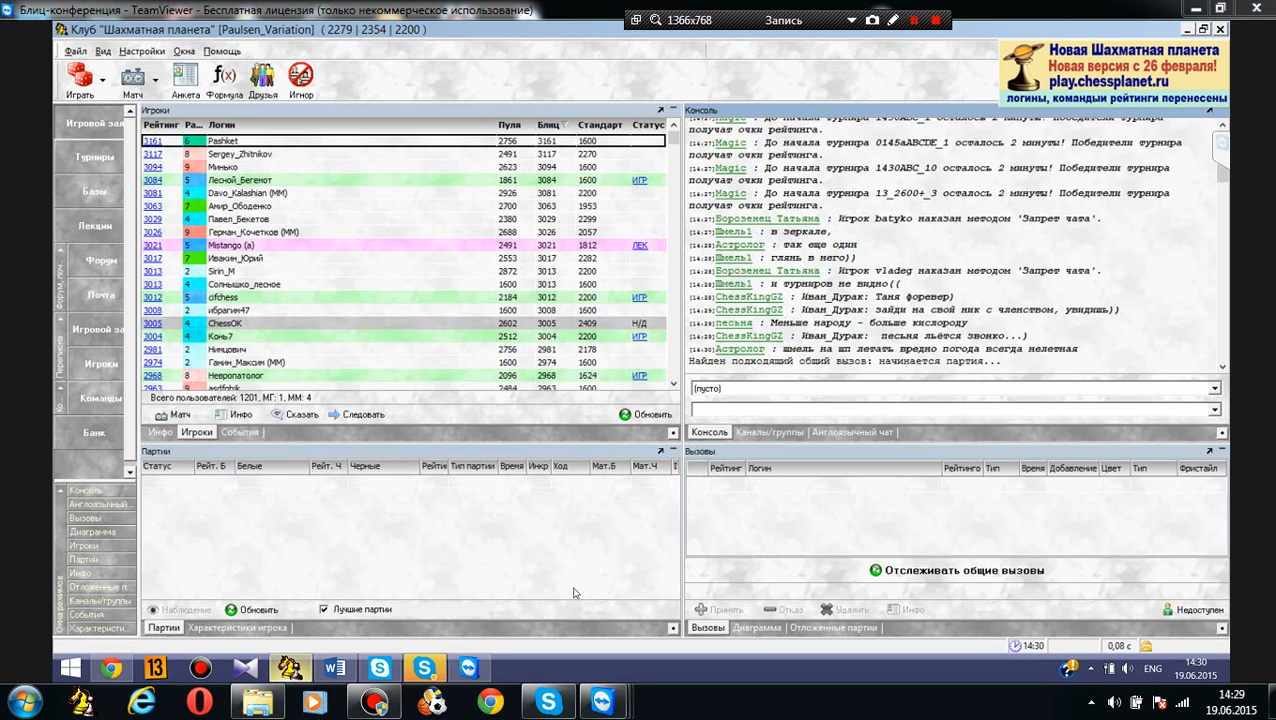 Блиц-конференция - TeamViewer - Бесплатная лицензия (только некоммерческое использование)
1366x768 Запись
Клуб "Шахматная планета" [Paulsen_Variation] ( 2279 | 2354 | 2200 )
Файл Вид Настройки Окна Помощь
Новая Шахматная планета
Новая версия с 26 февраля!
play.chessplanet.ru
логины, команды и рейтинги перенесены
Играть Матч Анкета Формула Друзья Игнор
f(x)
Игровой зал
Турниры
Базы
Лекции
Форум
Почта
Игровой за
Игроки
Команды
Банк
Форум, поч
Переписка
Ко...
Консоль
Англоязычный...
Вызовы
Диаграмма
Игроки
Партии
Инфо
Отложенные п...
Каналы/группы
События
Характеристи...
Игроки
Рейтинг Ра... Логин Пуля Блиц Стандарт Статус
3161 6 Pashket 2756 3161 1600
3117 8 Sergey_Zhitnikov 2491 3117 2270
3094 9 Минько 2623 3094 1600
3084 5 Лесной_Бегемот 1861 3084 1600 ИГР
3081 4 Davo_Kalashian (ММ) 2926 3081 2200
3063 7 Амир_Ободенко 2700 3063 1953
3029 4 Павел_Бекетов 2380 3029 2299
3026 9 Герман_Кочетков (ММ) 2688 3026 2057
3021 5 Mistango (а) 2491 3021 1812 ЛЕК
3017 7 Ивакин_Юрий 2553 3017 2282
3013 2 Sirin_M 2872 3013 2200
3013 4 Солнышко_лесное 1600 3013 1600
3012 5 cifchess 2184 3012 2200 ИГР
3008 2 ибрагим47 1600 3008 1600
3005 4 ChessOK 2602 3005 2409 Н/Д
3004 4 Конь7 2512 3004 2200 ИГР
2981 2 Нинцович 2756 2981 2178
2974 2 Ганин_Максим (ММ) 1600 2974 1600
2968 8 Невропатолог 2096 2968 1624 ИГР
2963 9 asdfghjk 2484 2963 1600
Всего пользователей: 1201, МГ: 1, ММ: 4
Матч Инфо Сказать Следовать Обновить
Инфо Игроки События
Консоль
Magic : До начала турнира 0145aABCDE_1 осталось 2 минуты! Победители турнира
получат очки рейтинга.
[14:27]Magic : До начала турнира 1430ABC_10 осталось 2 минуты! Победители турнира
получат очки рейтинга.
[14:27]Magic : До начала турнира 13_2600+_3 осталось 2 минуты! Победители турнира
получат очки рейтинга.
[14:27]Борозенец Татьяна : Игрок batyko наказан методом 'Запрет чата'.
[14:27]Шмель1 : в зеркале,
[14:27]Астролог : так еще один
[14:28]Шмель1 : глянь в него))
[14:28]Борозенец Татьяна : Игрок vladeg наказан методом 'Запрет чата'.
[14:28]Шмель1 : и турниров не видно((
[14:28]ChessKingGZ : Иван_Дурак: Таня форевер)
[14:29]ChessKingGZ : Иван_Дурак: зайди на свой ник с членством, увидишь))
[14:29]песьня : Меньше народу - больше кислороду
[14:29]ChessKingGZ : Иван_Дурак: песьня льётся звонко...)
[14:30]Астролог : шмель на шп летать вредно погода всегда нелетная
Найден подходящий общий вызов: начинается партия...
(пусто)
Консоль Каналы/группы Англоязычный чат
Партии
Статус Рейт. Б Белые Рейт. Ч Черные Рейти Тип партии Время Инкр Ход Мат.Б Мат.Ч
Наблюдение Обновить Лучшие партии
Партии Характеристики игрока
Вызовы
Рейтинг Логин Рейтинго Тип Время Добавление Цвет Тип Фристайл
Отслеживать общие вызовы
Принять Отказ Удалить Инфо Недоступен
Вызовы Диаграмма Отложенные партии
14:30 0,08 с
13 ENG 14:30
19.06.2015
14:29
19.06.2015